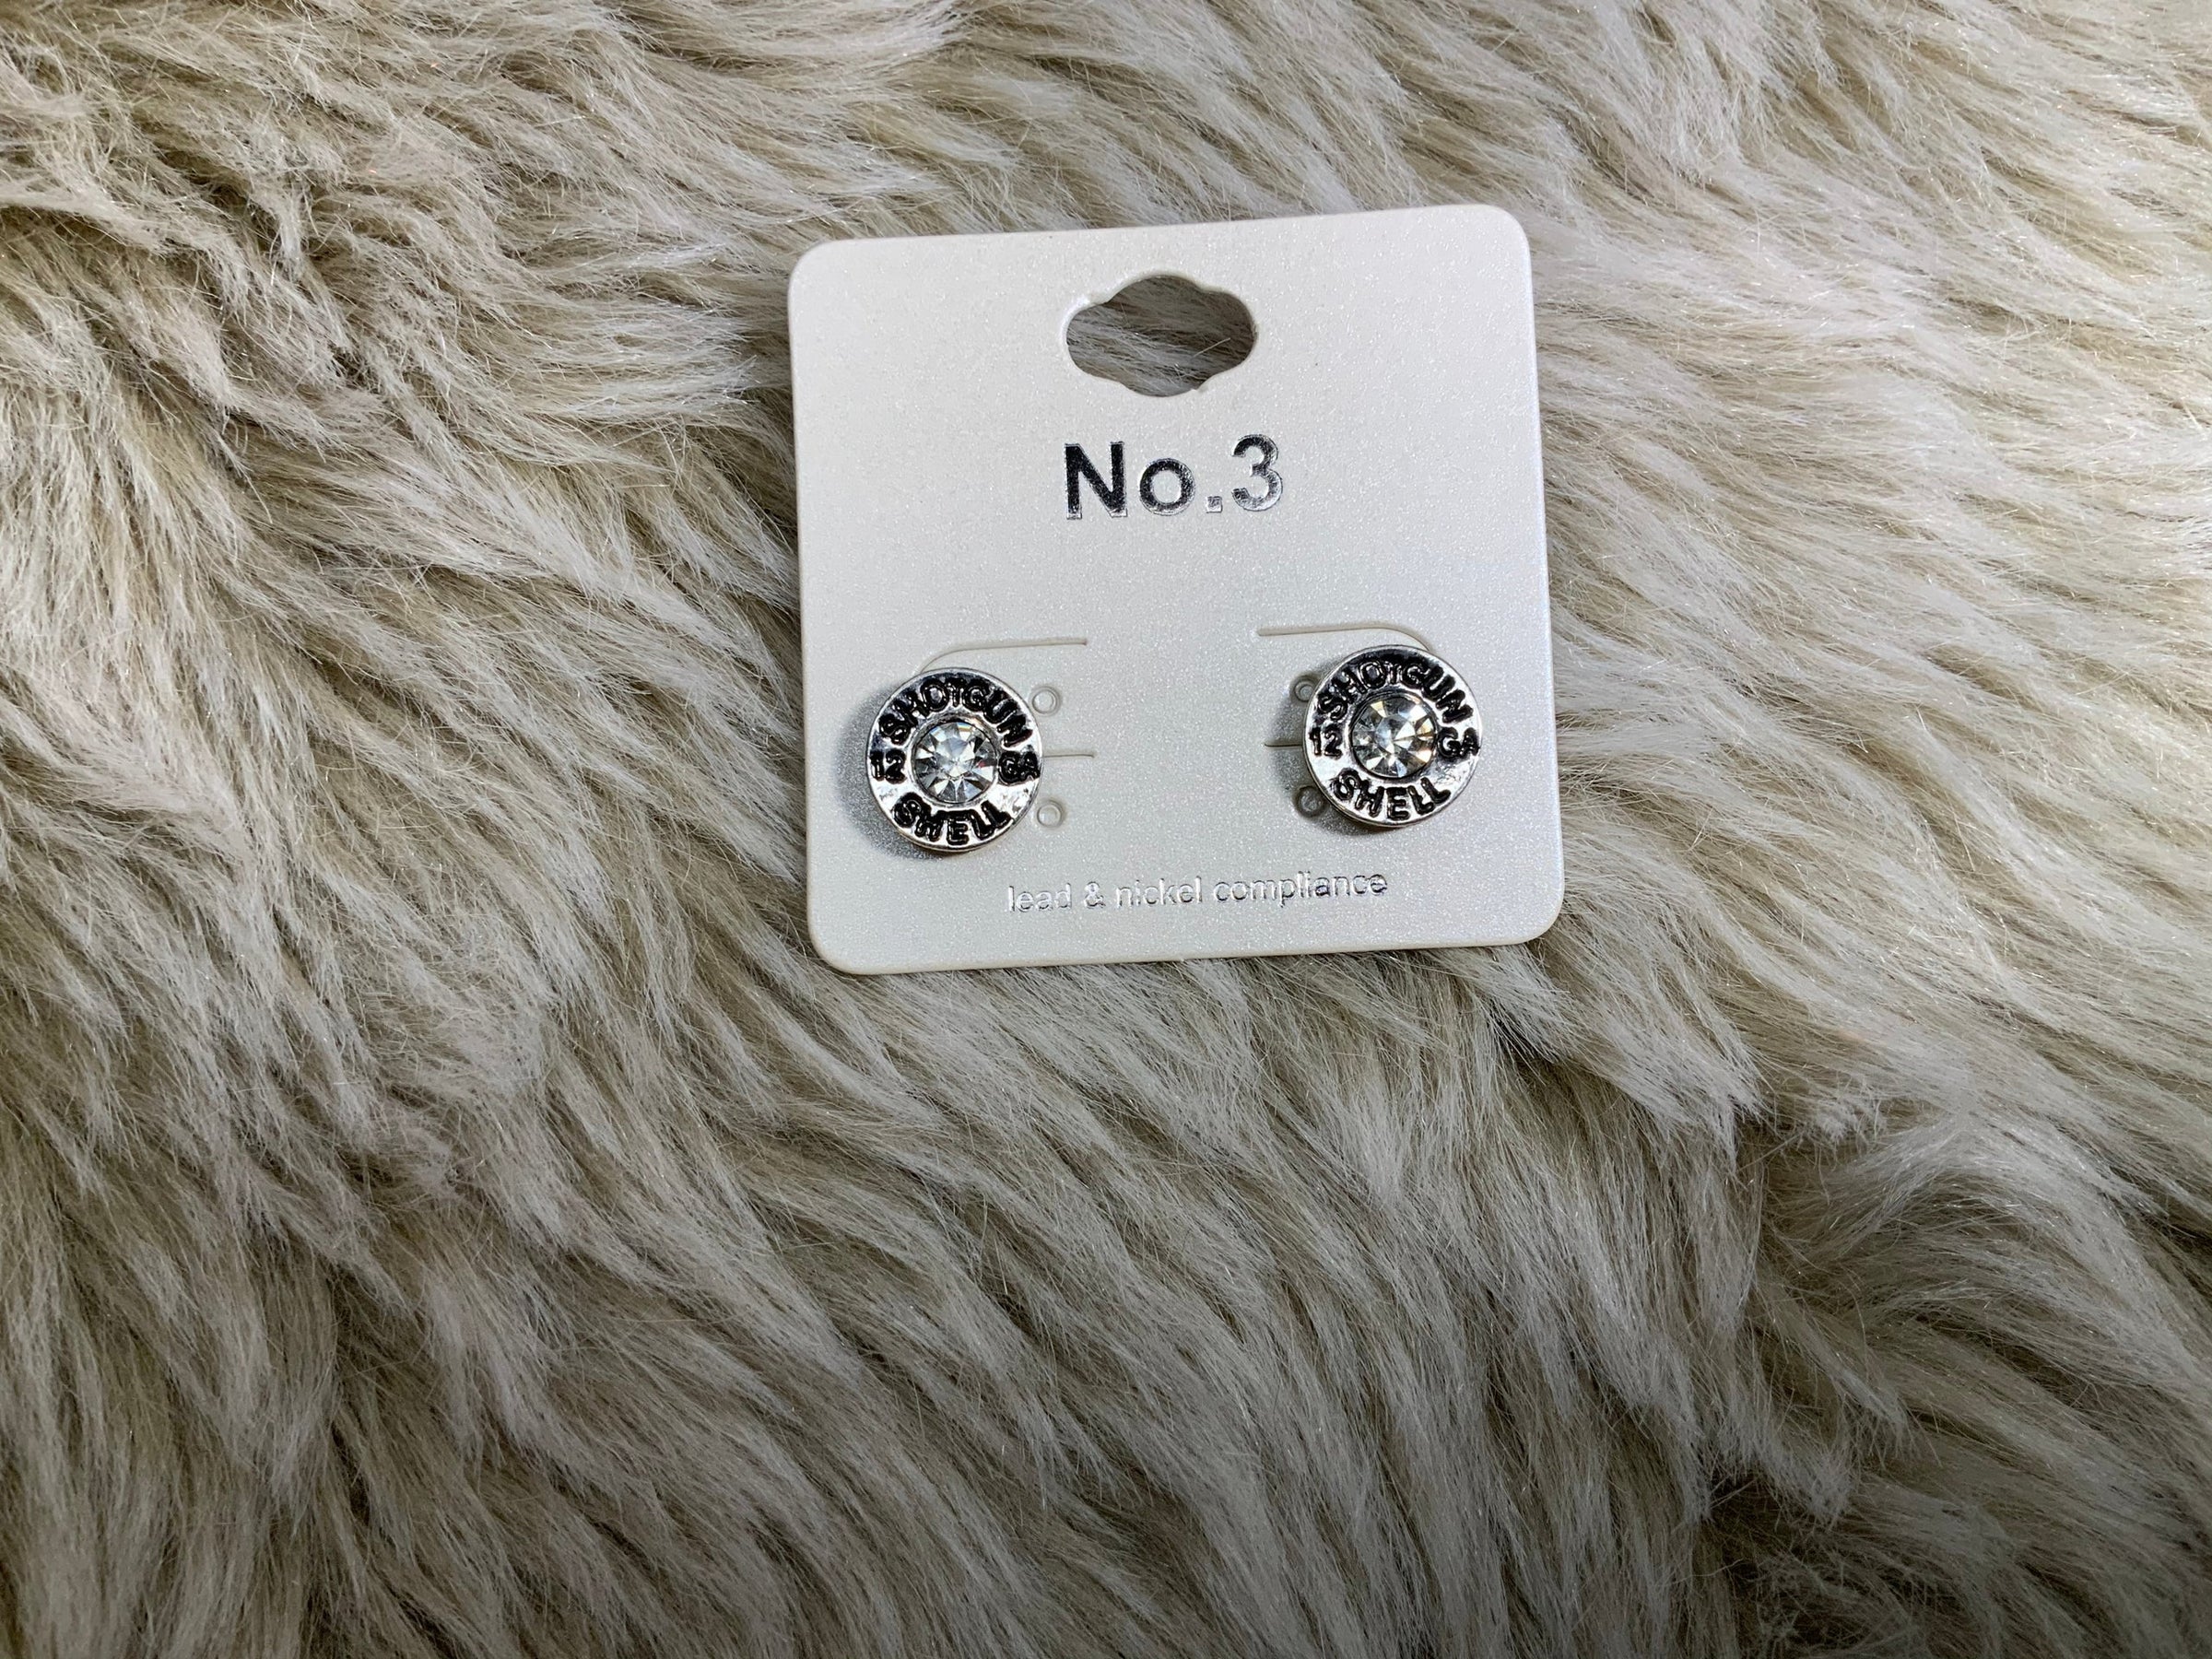 No.3
SHOTGUN
12
SHELL
SHOTGUN
12
SHELL
lead & nickel compliance